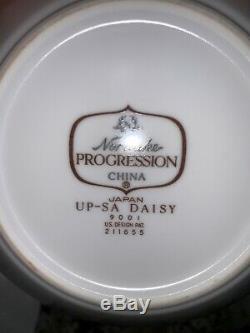 Noritake
PROGRESSION
CHINA
®
JAPAN
UP-SA DAISY
9001
U.S. DESIGN PAT.
211655